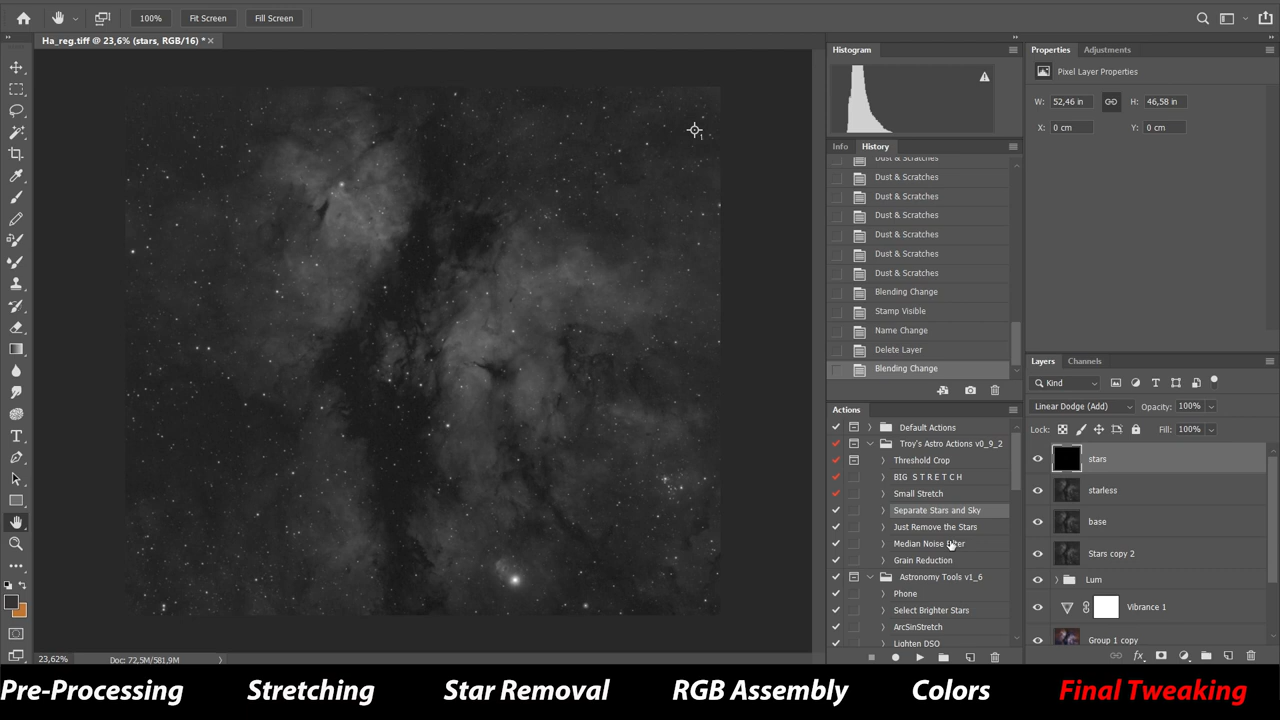 100%
Fit Screen
Fill Screen
Ha_reg.tiff @ 23,6% (stars, RGB/16) *
Histogram
Info
History
Dust & Scratches
Dust & Scratches
Dust & Scratches
Dust & Scratches
Dust & Scratches
Dust & Scratches
Dust & Scratches
Blending Change
Stamp Visible
Name Change
Delete Layer
Blending Change
Actions
Default Actions
Troy's Astro Actions v0_9_2
Threshold Crop
BIG S T R E T C H
Small Stretch
Separate Stars and Sky
Just Remove the Stars
Median Noise Filter
Grain Reduction
Astronomy Tools v1_6
Phone
Select Brighter Stars
ArcSinStretch
Lighten DSO
Properties
Adjustments
Pixel Layer Properties
W: 52,46 in
H: 46,58 in
X: 0 cm
Y: 0 cm
Layers
Channels
Kind
Linear Dodge (Add)
Opacity: 100%
Lock:
Fill: 100%
stars
starless
base
Stars copy 2
Lum
Vibrance 1
Group 1 copy
23,62%
Doc: 72,5M/581,9M
Pre-Processing
Stretching
Star Removal
RGB Assembly
Colors
Final Tweaking